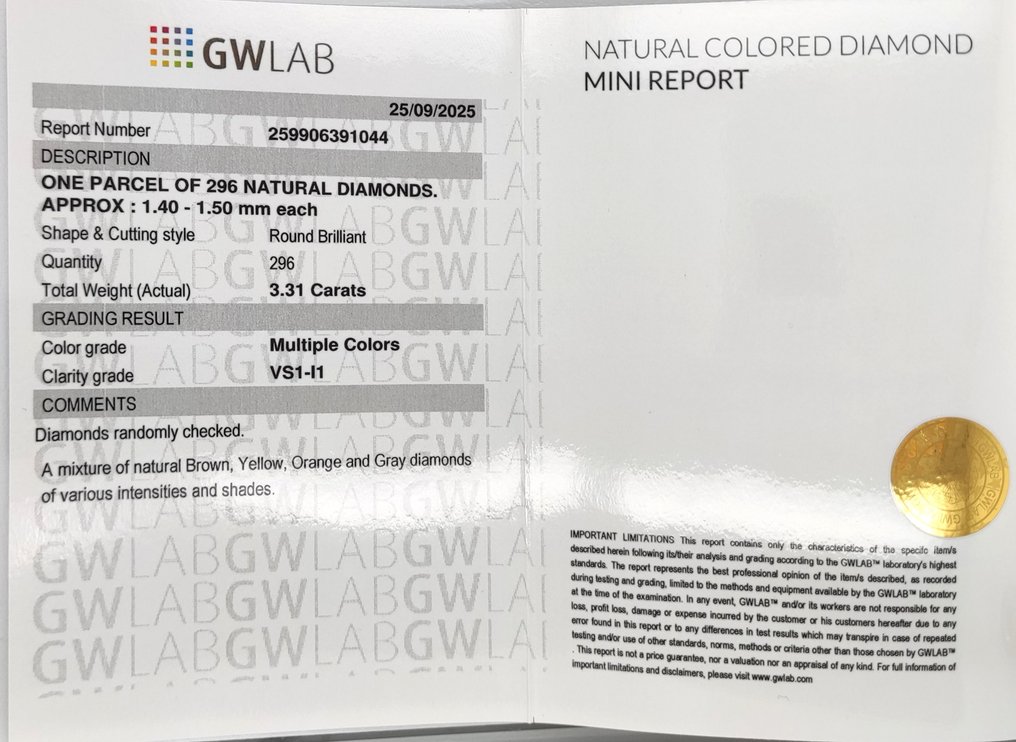 GWLAB
25/09/2025
Report Number 259906391044
DESCRIPTION
ONE PARCEL OF 296 NATURAL DIAMONDS.
APPROX : 1.40 - 1.50 mm each
Shape & Cutting style Round Brilliant
Quantity 296
Total Weight (Actual) 3.31 Carats
GRADING RESULT
Color grade Multiple Colors
Clarity grade VS1-I1
COMMENTS
Diamonds randomly checked.
A mixture of natural Brown, Yellow, Orange and Gray diamonds
of various intensities and shades.
NATURAL COLORED DIAMOND
MINI REPORT
IMPORTANT LIMITATIONS This report contains only the characteristics of the specifc item/s
described herein following its/their analysis and grading according to the GWLAB™ laboratory's highest
standards. The report represents the best professional opinion of the item/s described, as recorded
during testing and grading, limited to the methods and equipment available by the GWLAB™ laboratory
at the time of the examination. In any event, GWLAB™ and/or its workers are not responsible for any
loss, profit loss, damage or expense incurred by the customer or his customers hereafter due to any
error found in this report or to any differences in test results which may transpire in case of repeated
testing and/or use of other standards, norms, methods or criteria other than those chosen by GWLAB™
. This report is not a price guarantee, nor a valuation nor an appraisal of any kind. For full information of
important limitations and disclaimers, please visit www.gwlab.com